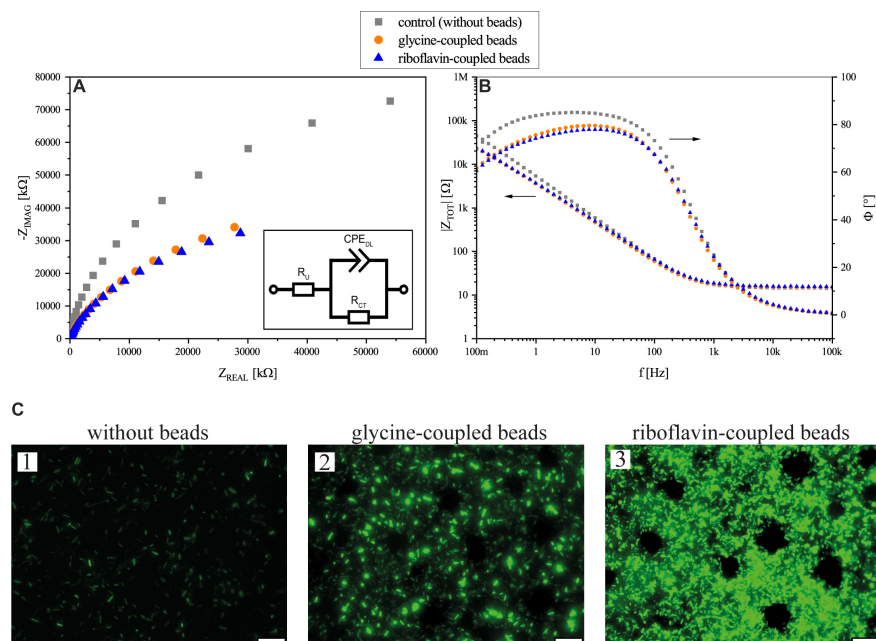 control (without beads)
glycine-coupled beads
riboflavin-coupled beads
A
80000
70000
60000
50000
40000
30000
20000
10000
0
-Z_IMAG [kΩ]
0 10000 20000 30000 40000 50000 60000
Z_REAL [kΩ]
R_U
CPE_DL
R_CT
B
1M
100k
10k
1k
100
10
1
|Z_TOT| [Ω]
100
80
60
40
20
0
Φ [°]
100m 1 10 100 1k 10k 100k
f [Hz]
C
without beads glycine-coupled beads riboflavin-coupled beads
1 2 3